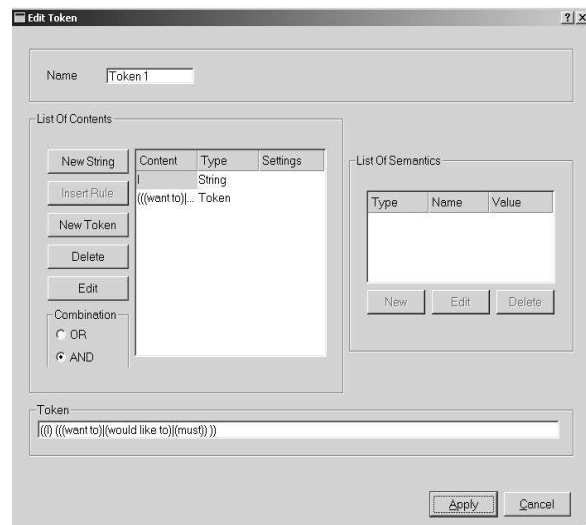 Edit Token
Name Token 1
List Of Contents
New String
Insert Rule
New Token
Delete
Edit
Combination
OR
AND
Content Type Settings
I String
(((want to)|... Token
List Of Semantics
Type Name Value
New Edit Delete
Token
((I) (((want to)|(would like to)|(must)) ))
Apply Cancel